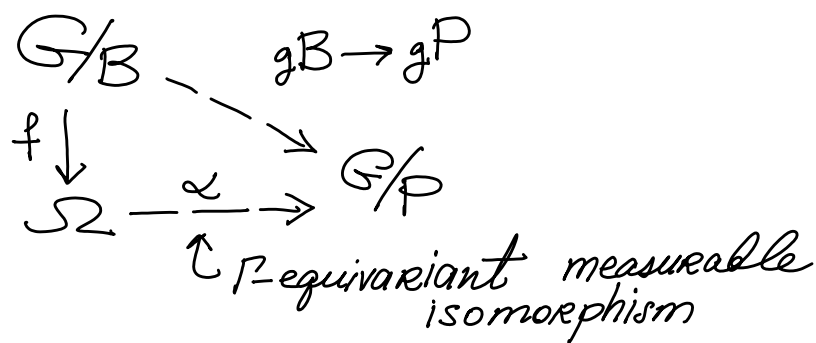 G/B gB → gP
f
G/P
Ω α
Γ-equivariant measurable
isomorphism